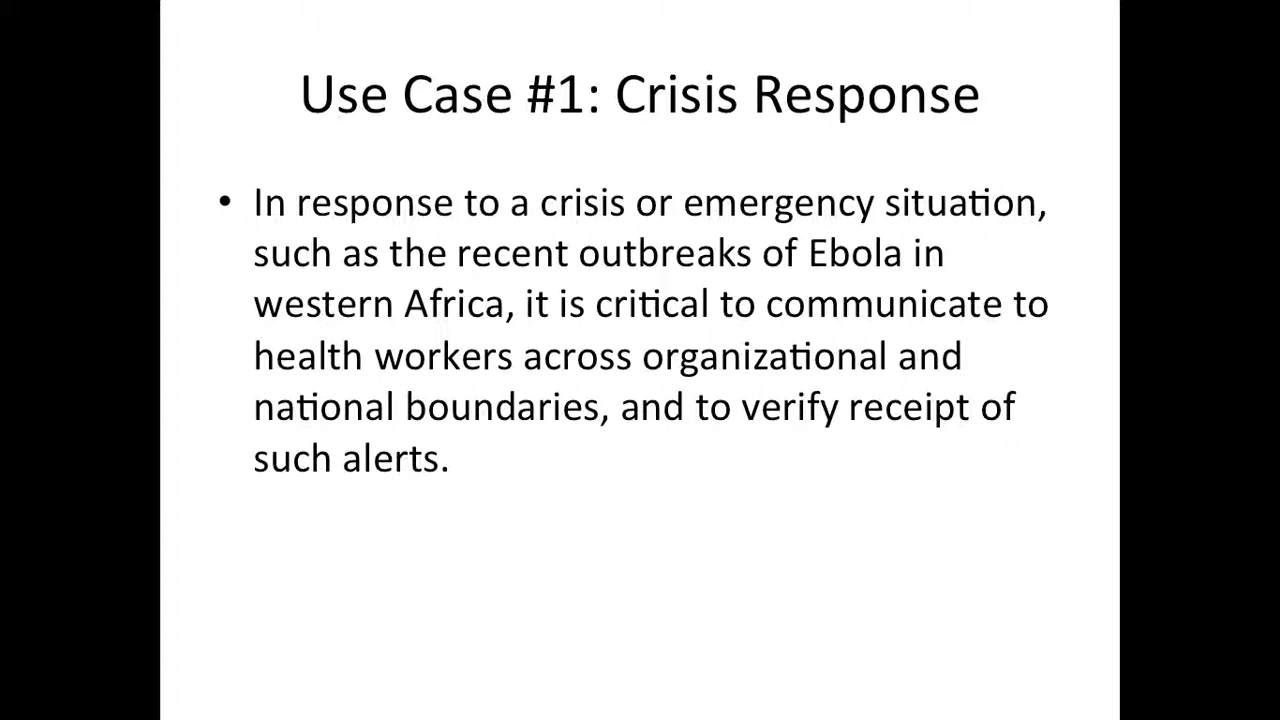 Use Case #1: Crisis Response
• In response to a crisis or emergency situation,
such as the recent outbreaks of Ebola in
western Africa, it is critical to communicate to
health workers across organizational and
national boundaries, and to verify receipt of
such alerts.